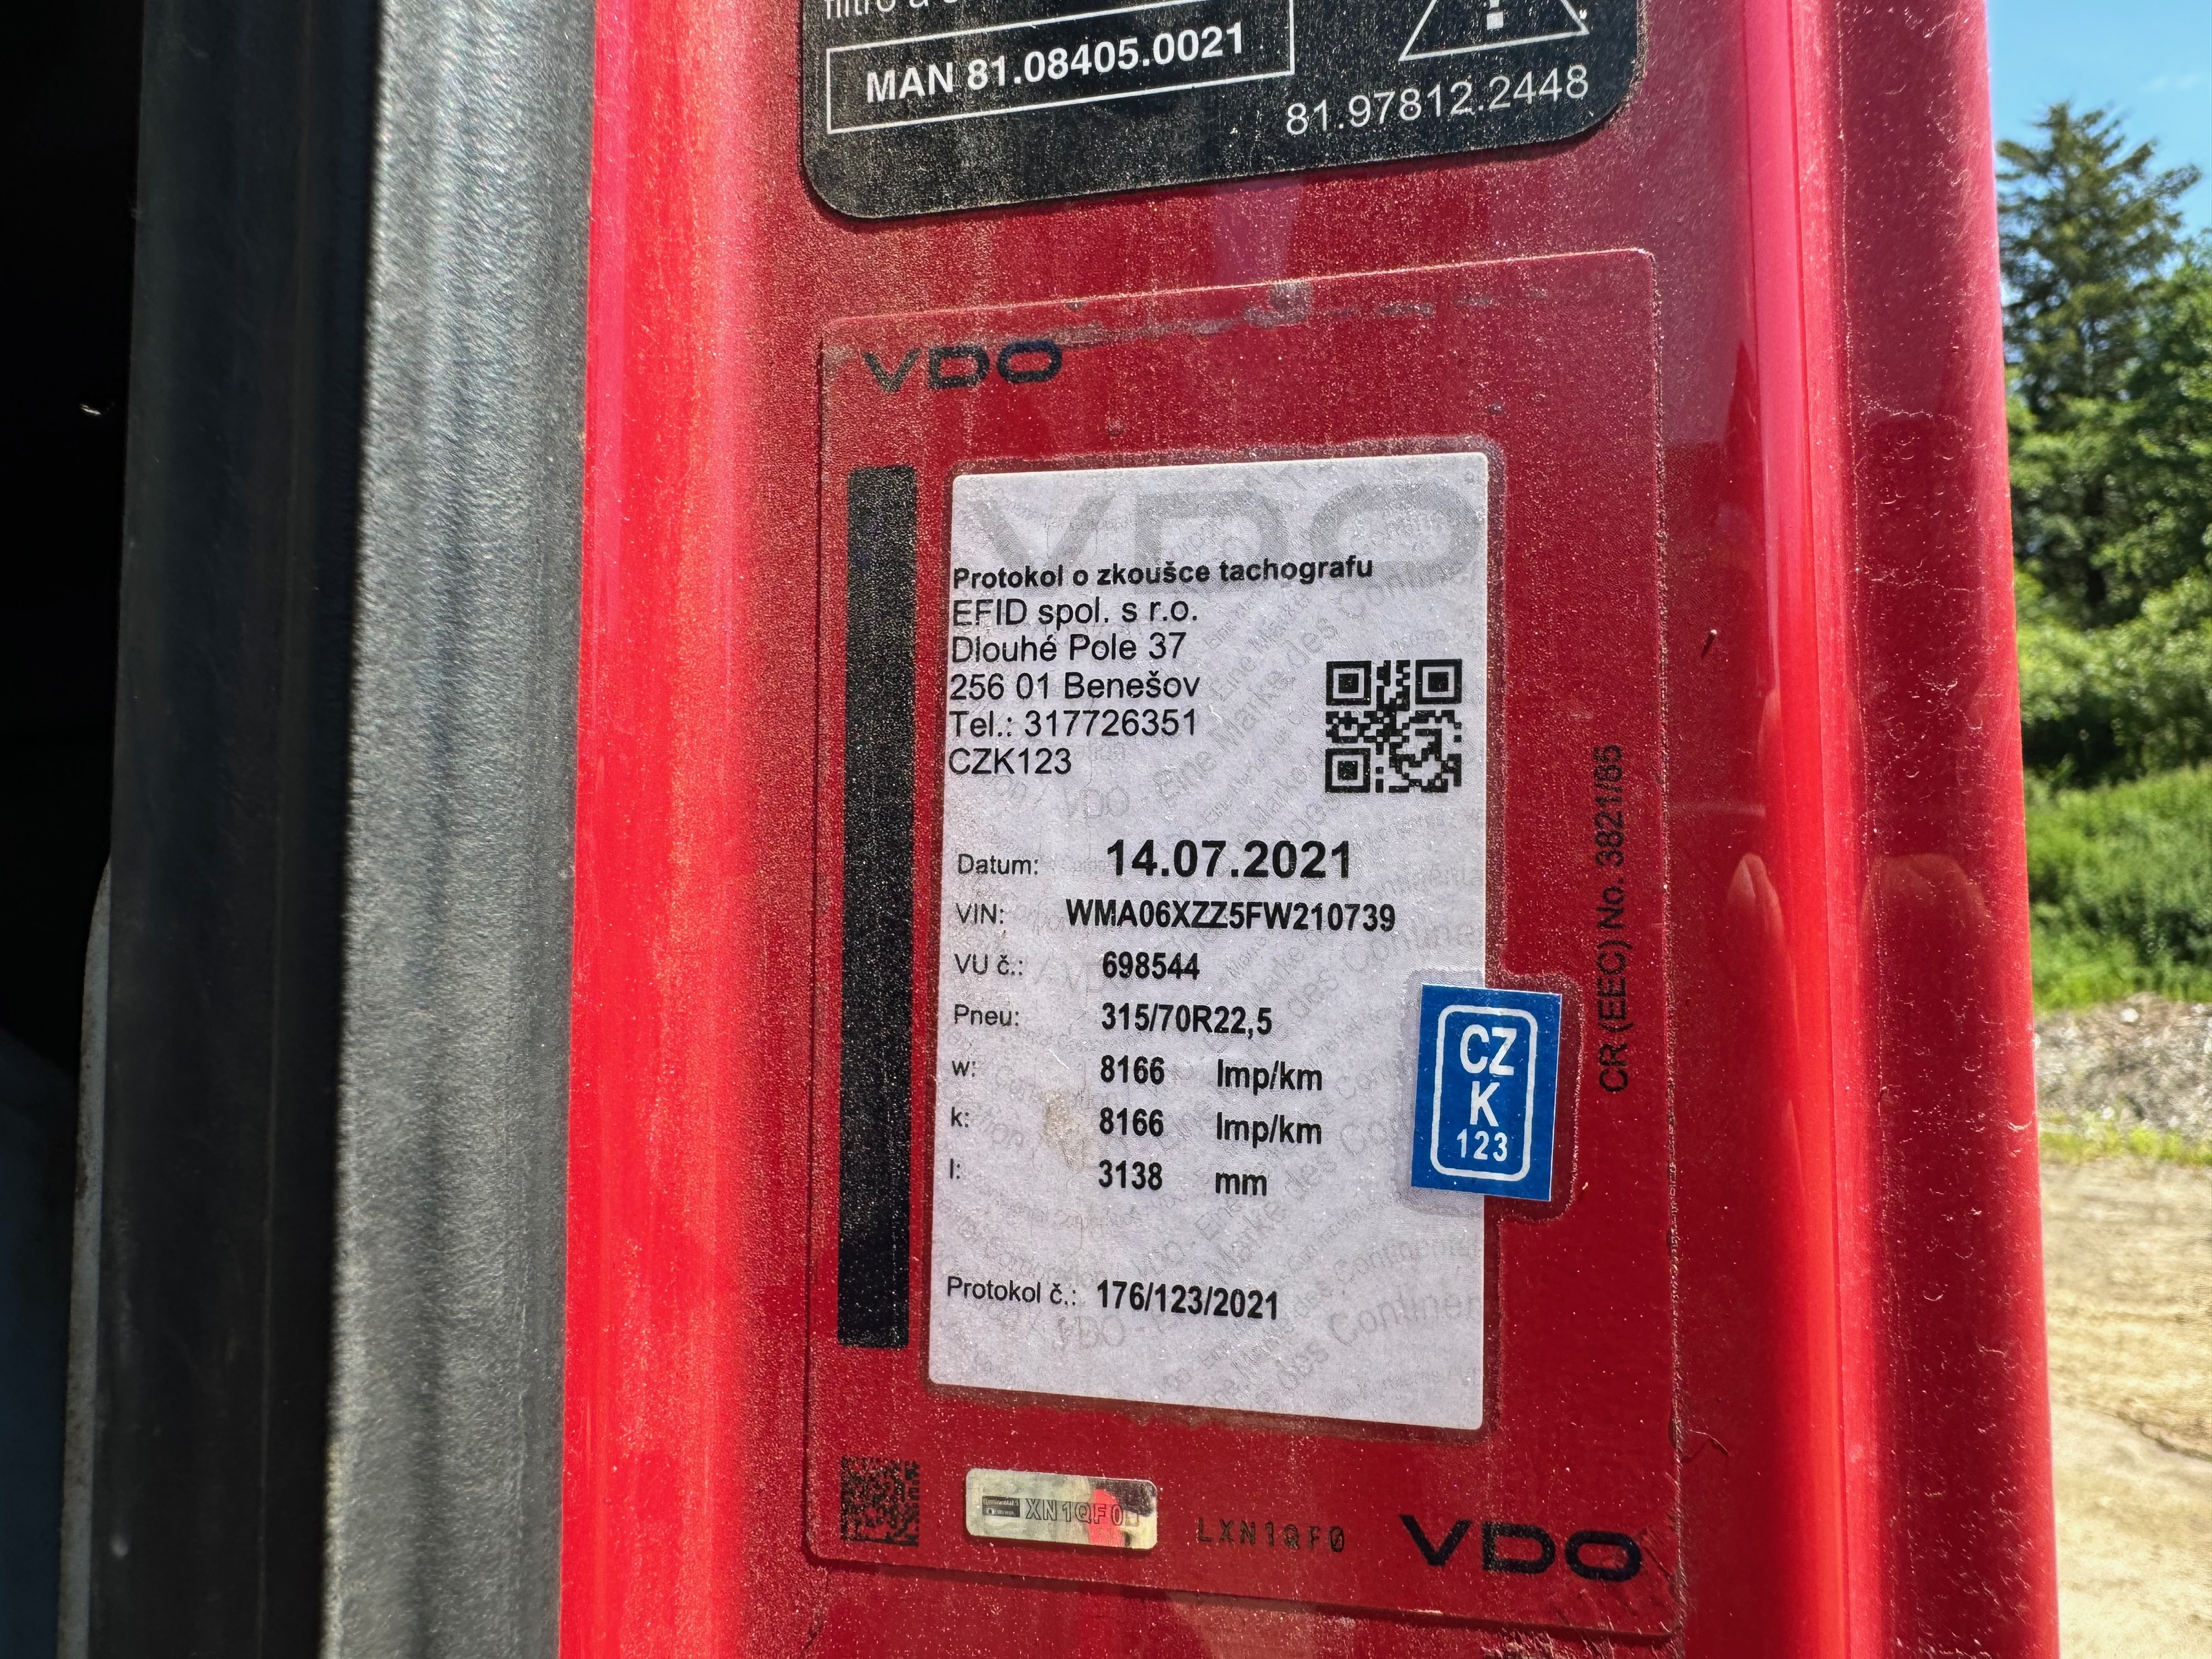 MAN 81.08405.0021
81.97812.2448
VDO
VDO
Protokol o zkoušce tachografu
EFID spol. s r.o.
Dlouhé Pole 37
256 01 Benešov
Tel.: 317726351
CZK123
Datum: 14.07.2021
VIN: WMA06XZZ5FW210739
VU č.: 698544
Pneu: 315/70R22,5
w: 8166 Imp/km
k: 8166 Imp/km
l: 3138 mm
Protokol č.: 176/123/2021
CZ
K
123
CR (EEC) No. 3821/85
XN1QF0
LXN1QF0
VDO